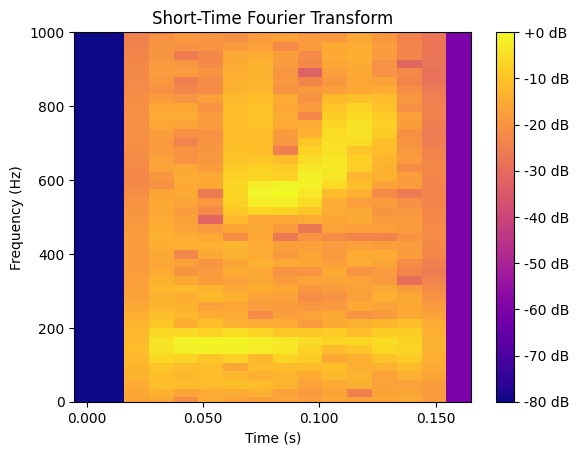 Short-Time Fourier Transform
1000
800
600
400
200
0
Frequency (Hz)
0.000
0.050
0.100
0.150
Time (s)
+0 dB
-10 dB
-20 dB
-30 dB
-40 dB
-50 dB
-60 dB
-70 dB
-80 dB